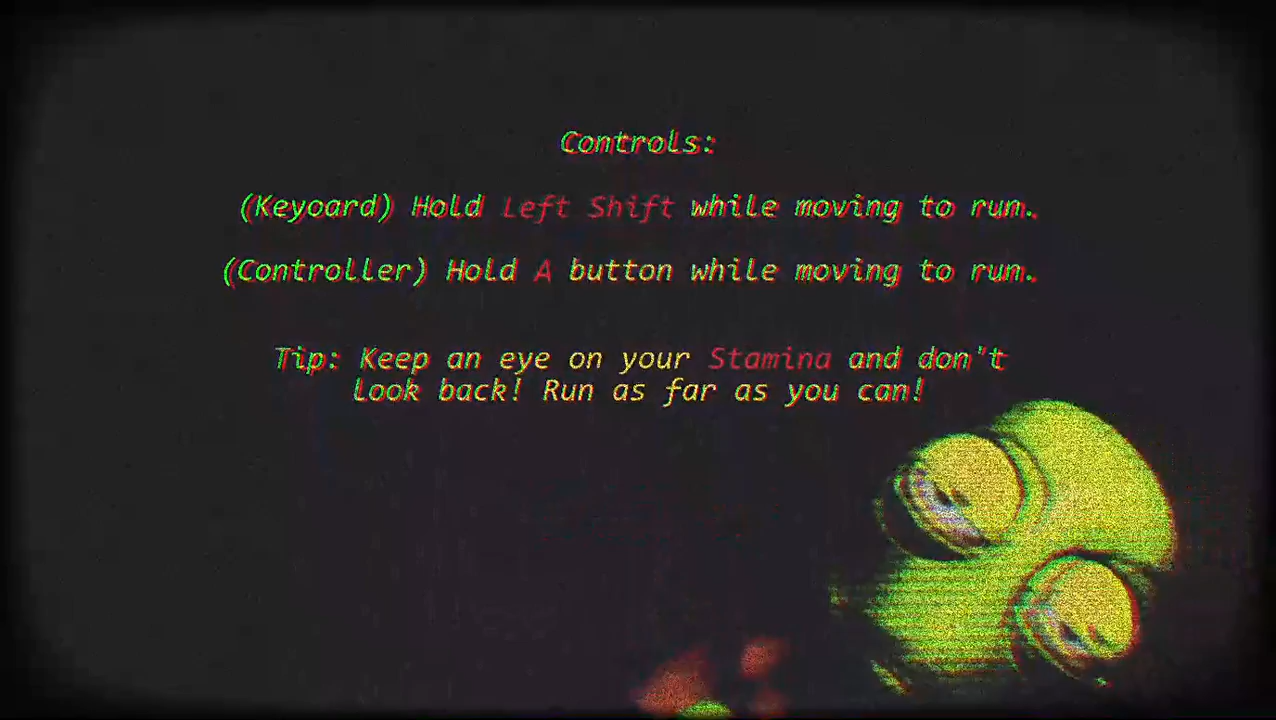 Controls:
(Keyoard) Hold Left Shift while moving to run.
(Controller) Hold A button while moving to run.
Tip: Keep an eye on your Stamina and don't
look back! Run as far as you can!